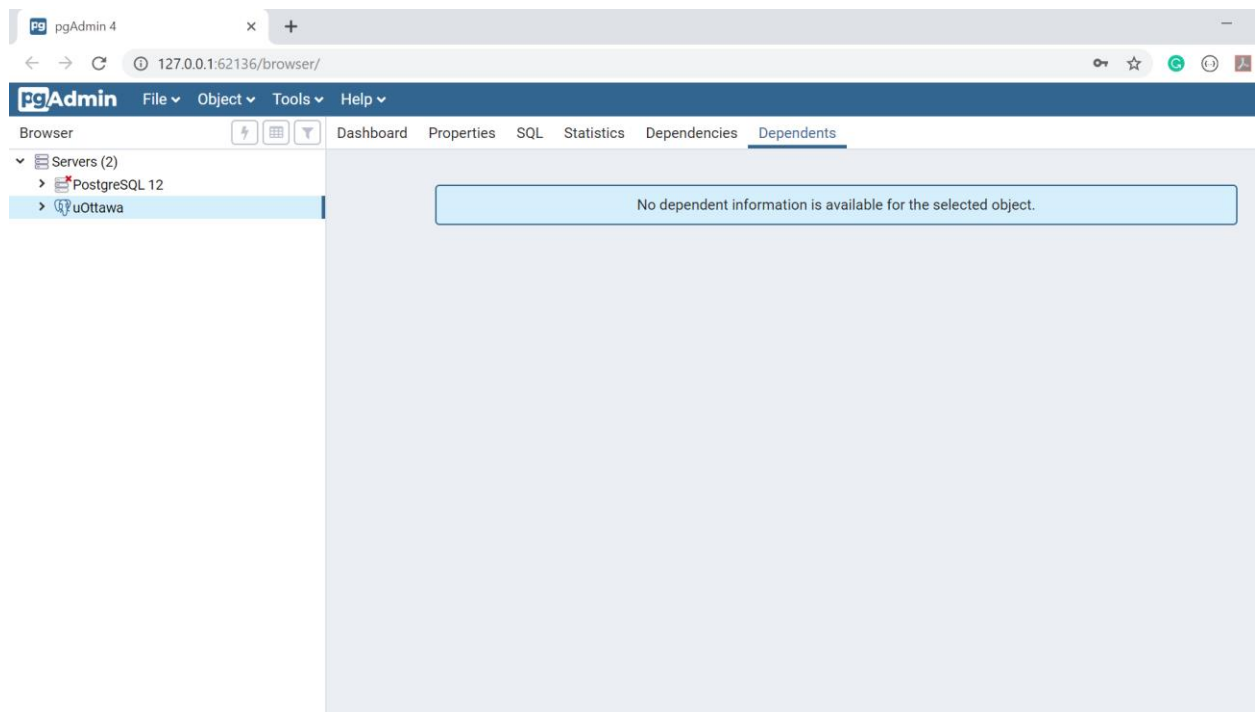 pgAdmin 4
127.0.0.1:62136/browser/
pgAdmin File Object Tools Help
Browser Dashboard Properties SQL Statistics Dependencies Dependents
Servers (2)
PostgreSQL 12
uOttawa
No dependent information is available for the selected object.